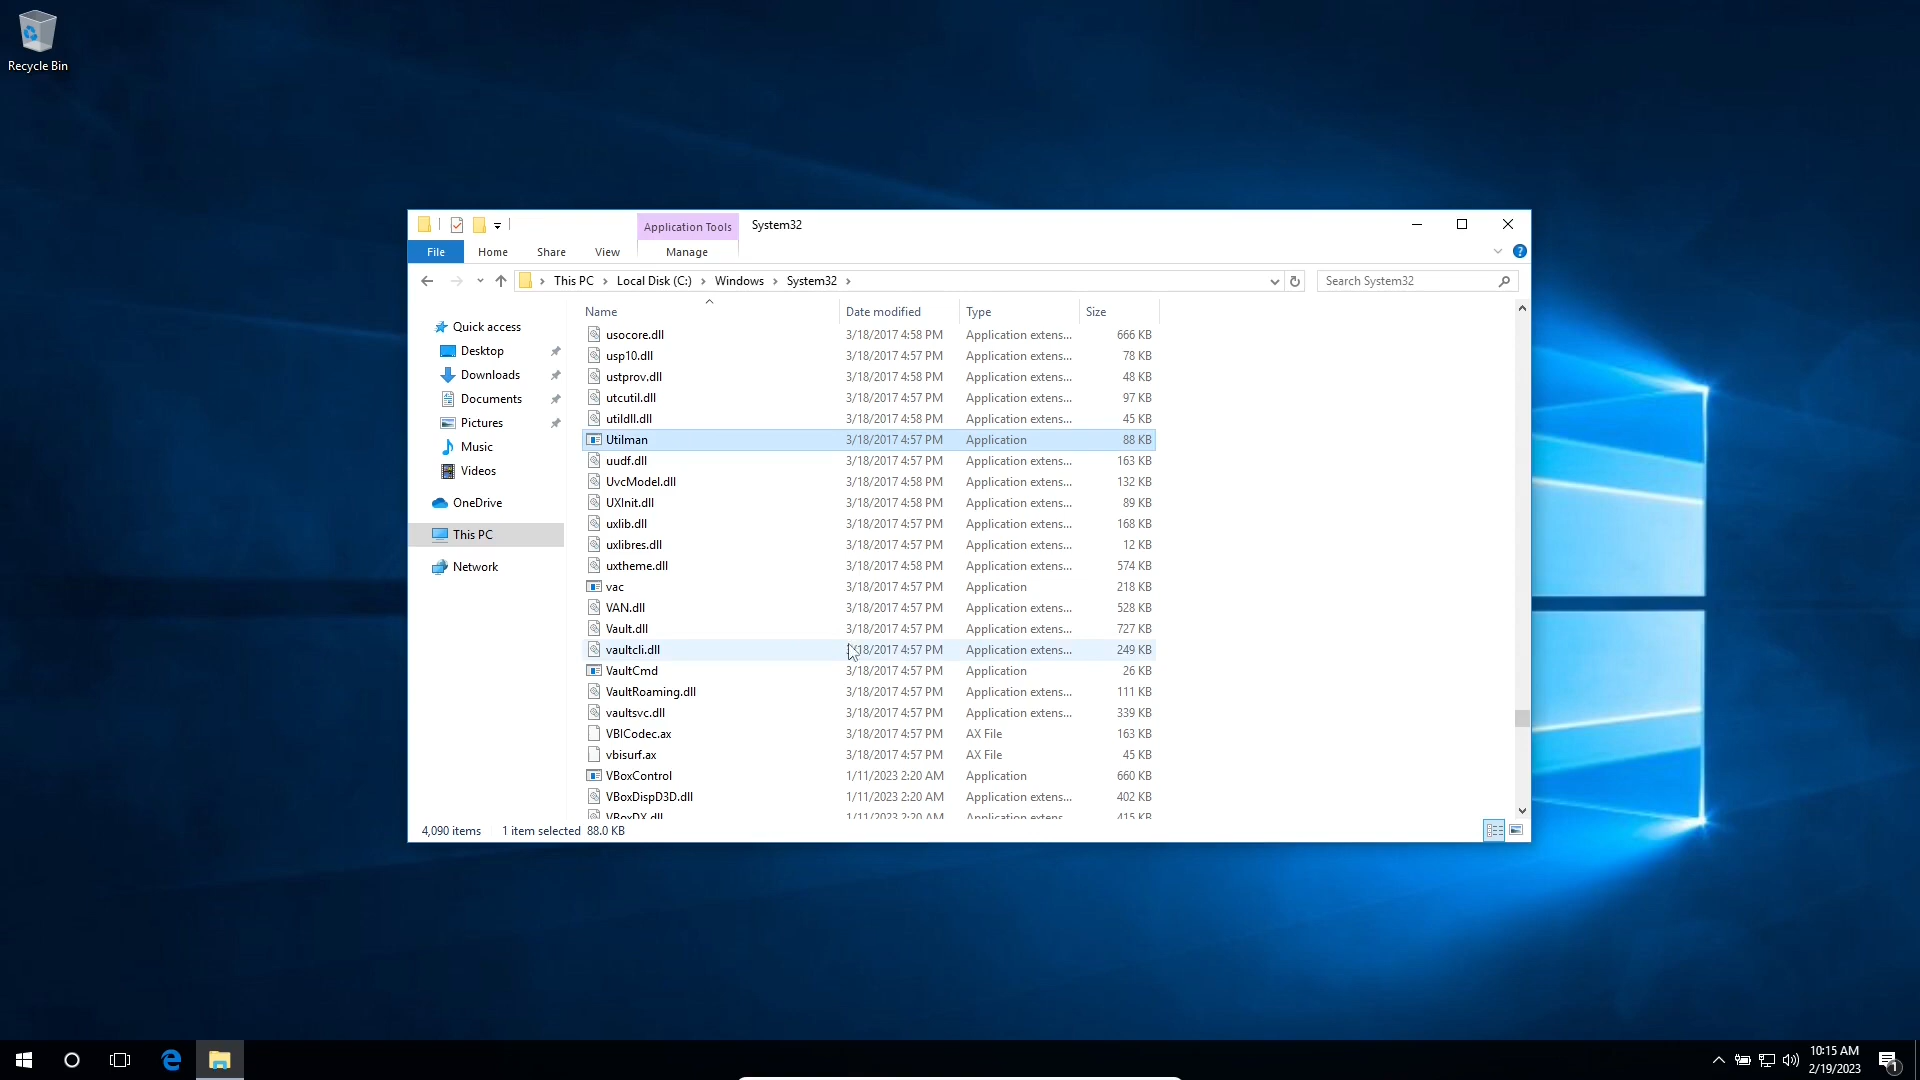 Recycle Bin
Application Tools
System32
File
Home
Share
View
Manage
This PC
Local Disk (C:)
Windows
System32
Search System32
Quick access
Desktop
Downloads
Documents
Pictures
Music
Videos
OneDrive
This PC
Network
Name Date modified Type Size
usocore.dll 3/18/2017 4:58 PM Application extens... 666 KB
usp10.dll 3/18/2017 4:57 PM Application extens... 78 KB
ustprov.dll 3/18/2017 4:58 PM Application extens... 48 KB
utcutil.dll 3/18/2017 4:58 PM Application extens... 97 KB
utildll.dll 3/18/2017 4:58 PM Application extens... 45 KB
Utilman 3/18/2017 4:57 PM Application 88 KB
uudf.dll 3/18/2017 4:57 PM Application extens... 163 KB
UvcModel.dll 3/18/2017 4:58 PM Application extens... 132 KB
UXInit.dll 3/18/2017 4:58 PM Application extens... 89 KB
uxlib.dll 3/18/2017 4:57 PM Application extens... 168 KB
uxlibres.dll 3/18/2017 4:57 PM Application extens... 12 KB
uxtheme.dll 3/18/2017 4:58 PM Application extens... 574 KB
vac 3/18/2017 4:57 PM Application 218 KB
VAN.dll 3/18/2017 4:57 PM Application extens... 528 KB
Vault.dll 3/18/2017 4:57 PM Application extens... 727 KB
vaultcli.dll /18/2017 4:57 PM Application extens... 249 KB
VaultCmd 3/18/2017 4:57 PM Application 26 KB
VaultRoaming.dll 3/18/2017 4:57 PM Application extens... 111 KB
vaultsvc.dll 3/18/2017 4:57 PM Application extens... 339 KB
VBICodec.ax 3/18/2017 4:57 PM AX File 163 KB
vbisurf.ax 3/18/2017 4:57 PM AX File 45 KB
VBoxControl 1/11/2023 2:20 AM Application 660 KB
VBoxDispD3D.dll 1/11/2023 2:20 AM Application extens... 402 KB
VBoxDX.dll 1/11/2023 2:20 AM Application extens... 415 KB
4,090 items 1 item selected 88.0 KB
10:15 AM
2/19/2023
1